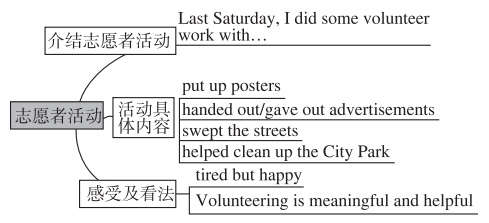 Last Saturday, I did some volunteer
work with…
介结志愿者活动
put up posters
志愿者活动
活动具
体内容
handed out/gave out advertisements
swept the streets
helped clean up the City Park
感受及看法
tired but happy
Volunteering is meaningful and helpful